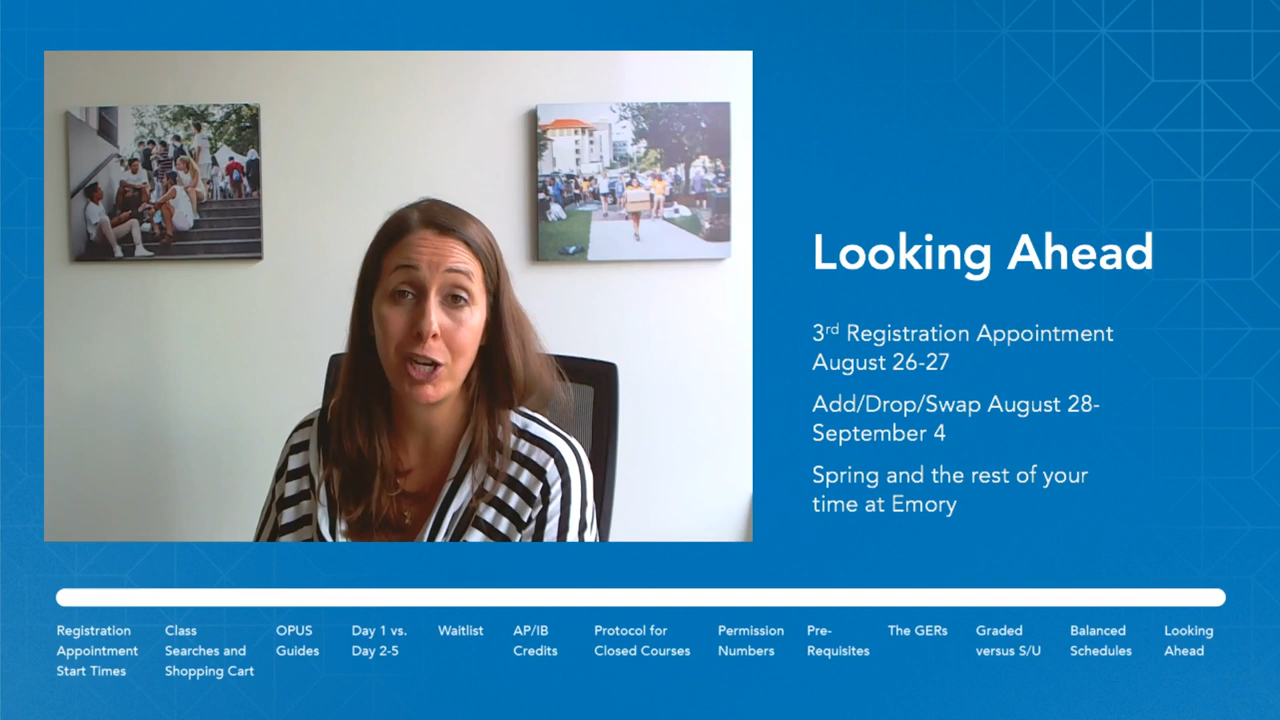 Looking Ahead
3rd Registration Appointment
August 26-27
Add/Drop/Swap August 28-
September 4
Spring and the rest of your
time at Emory
Registration
Appointment
Start Times
Class
Searches and
Shopping Cart
OPUS
Guides
Day 1 vs.
Day 2-5
Waitlist
AP/IB
Credits
Protocol for
Closed Courses
Permission
Numbers
Pre-
Requisites
The GERs
Graded
versus S/U
Balanced
Schedules
Looking
Ahead